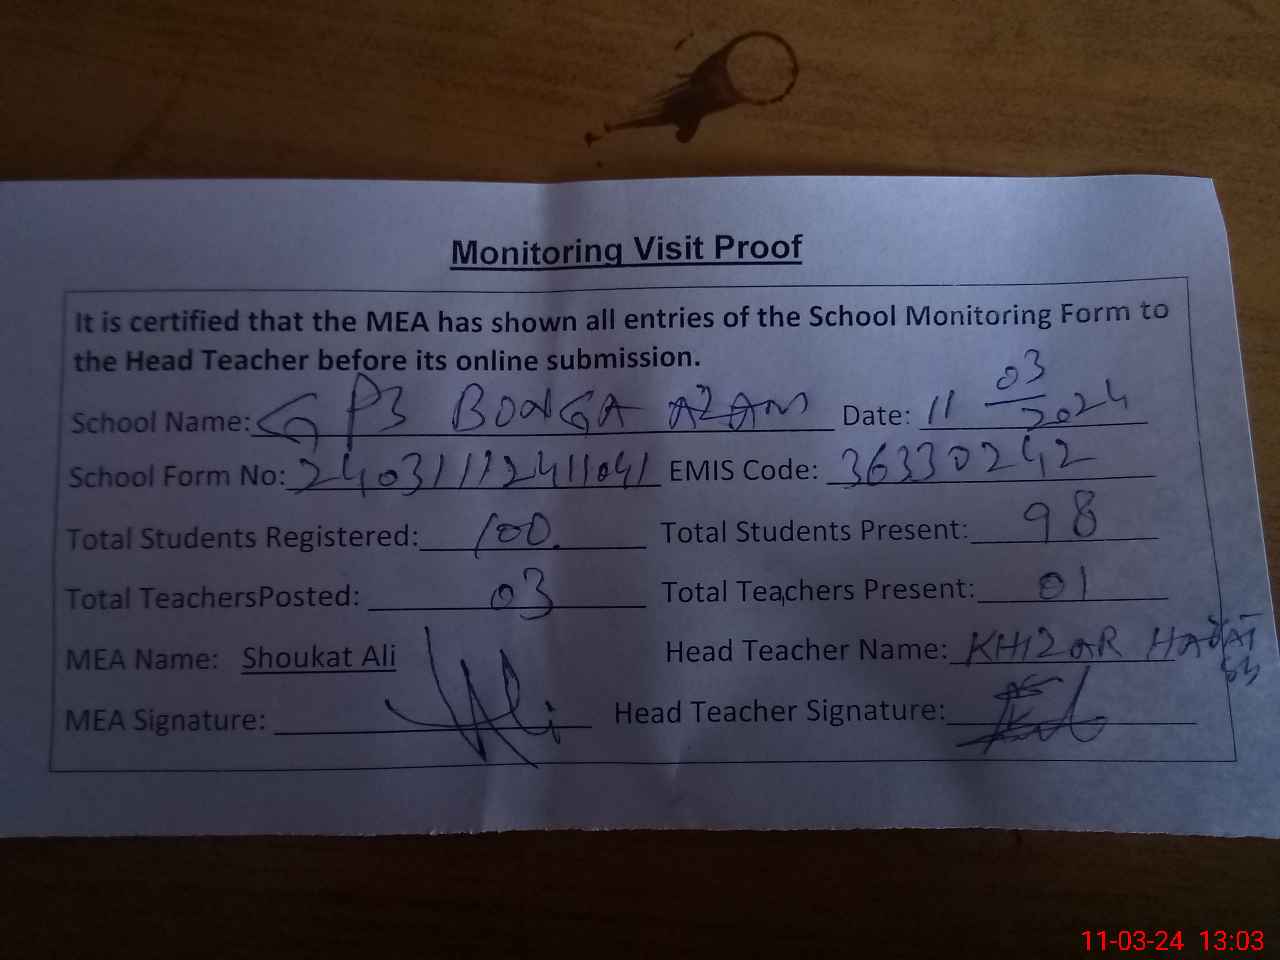 Monitoring Visit Proof
It is certified that the MEA has shown all entries of the School Monitoring Form to
the Head Teacher before its online submission.
School Name: GPS BONGA AZAM Date: 11 03 2024
School Form No: 240311112411041 EMIS Code: 36330242
Total Students Registered: 100 Total Students Present: 98
Total TeachersPosted: 03 Total Teachers Present: 01
MEA Name: Shoukat Ali Head Teacher Name: KHIZAR
MEA Signature: Head Teacher Signature:
11-03-24 13:03